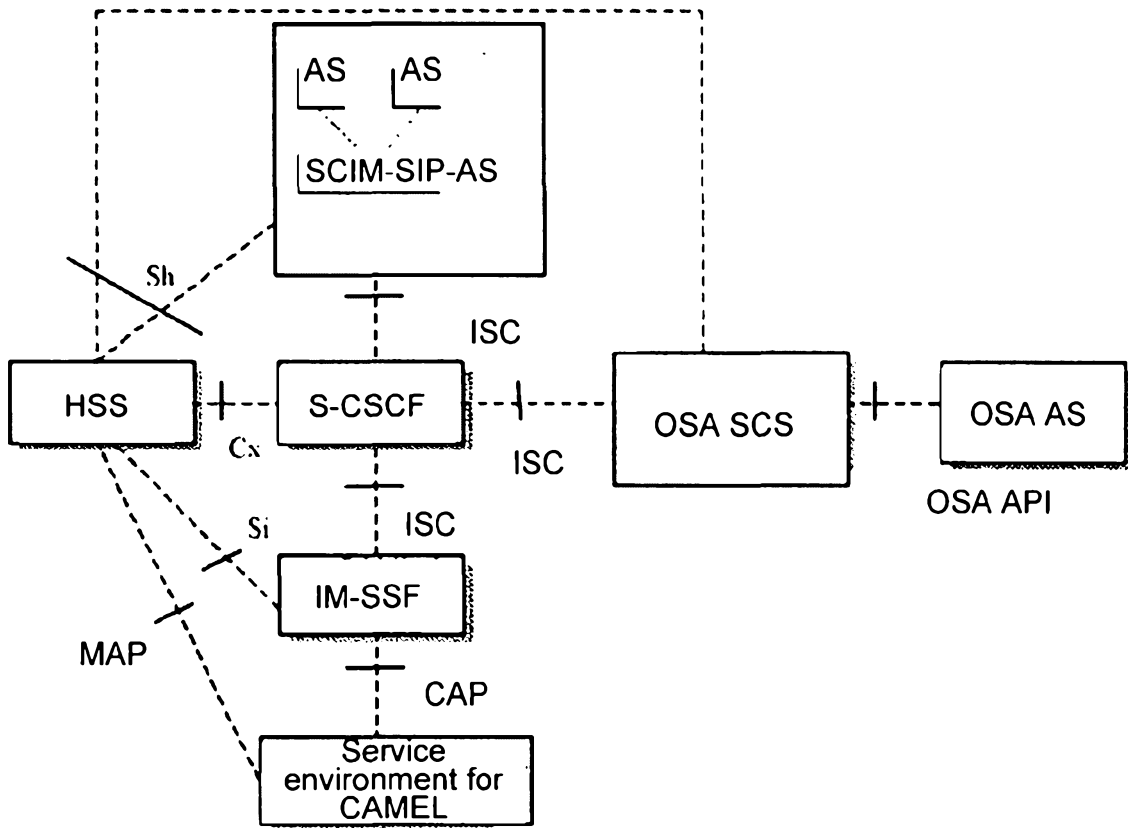 AS AS
SCIM-SIP-AS
Sh
ISC
HSS
S-CSCF
OSA SCS
OSA AS
Cx
ISC
OSA API
Si
ISC
IM-SSF
MAP
CAP
Service
environment for
CAMEL